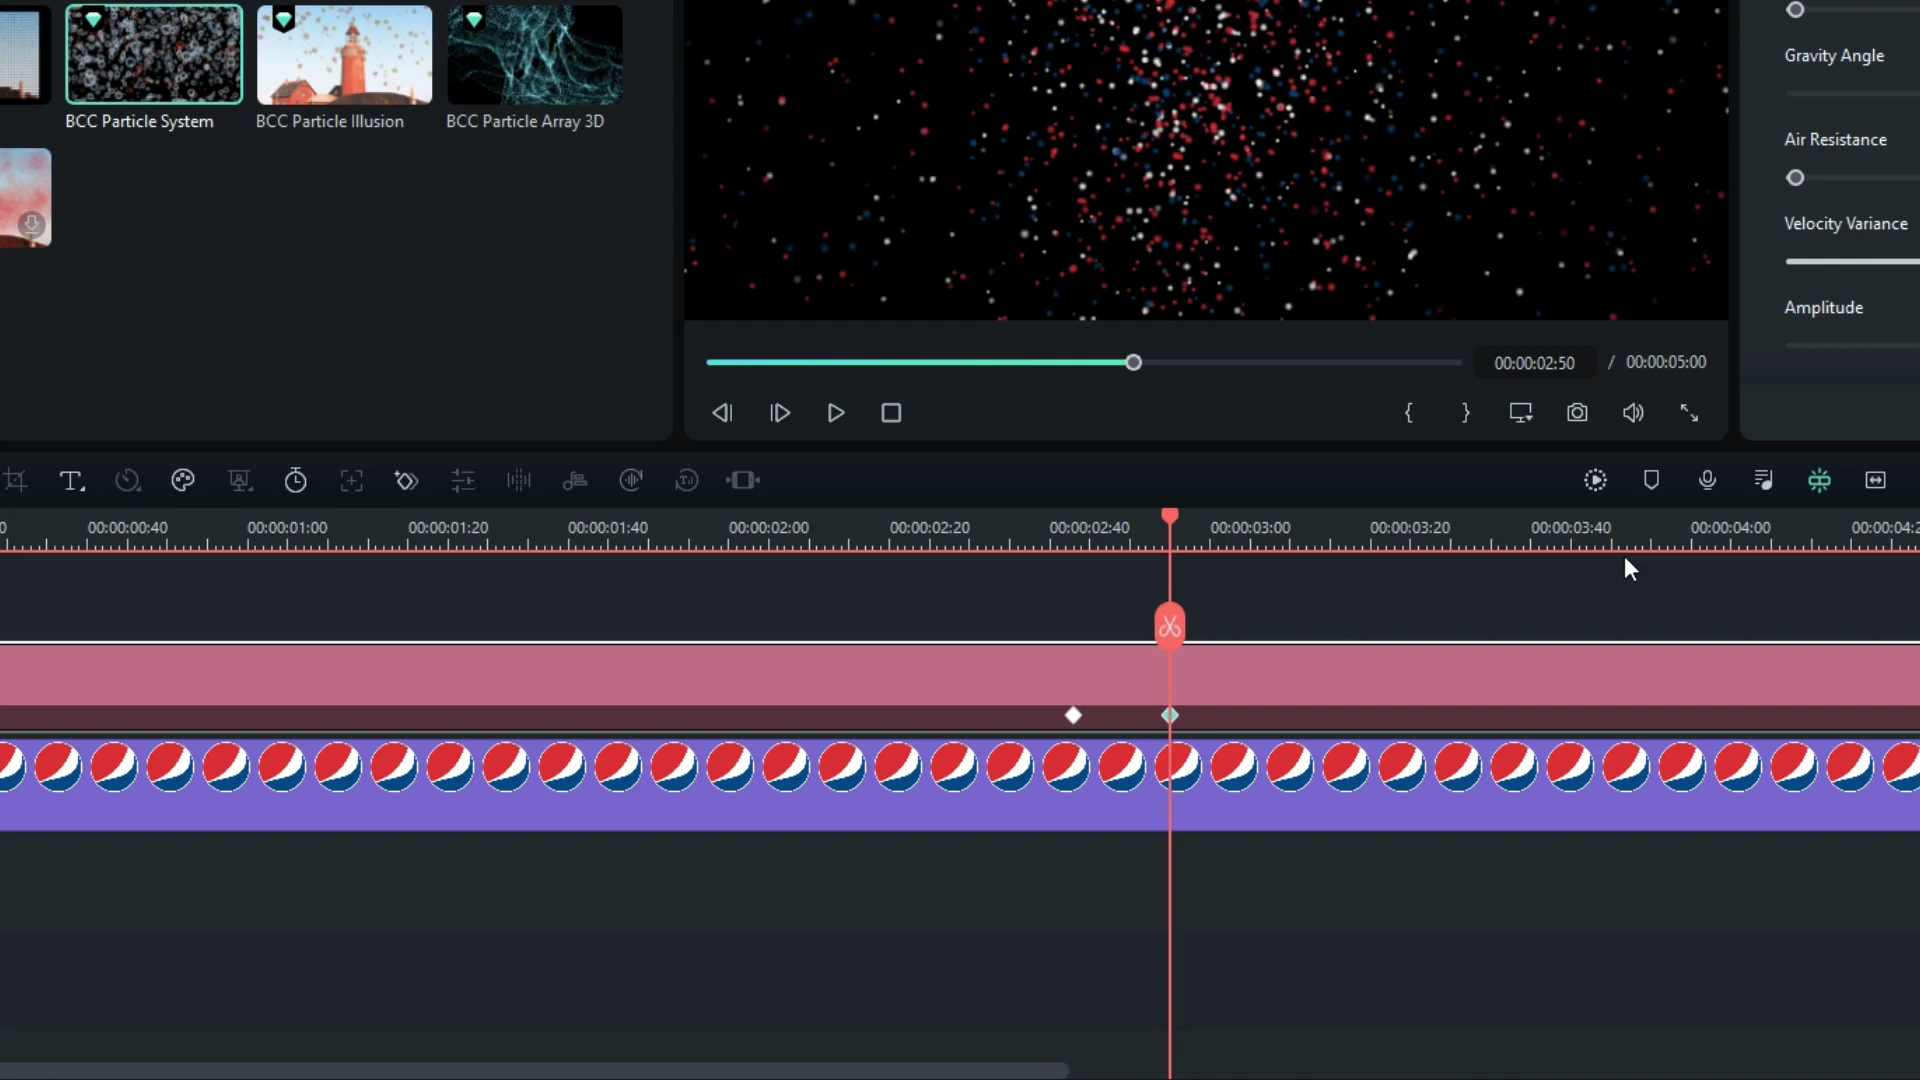 BCC Particle System
BCC Particle Illusion
BCC Particle Array 3D
Gravity Angle
Air Resistance
Velocity Variance
Amplitude
00:00:02:50 / 00:00:05:00
{ }
0 00:00:00:40 00:00:01:00 00:00:01:20 00:00:01:40 00:00:02:00 00:00:02:20 00:00:02:40 00:00:03:00 00:00:03:20 00:00:03:40 00:00:04:00 00:00:04:2